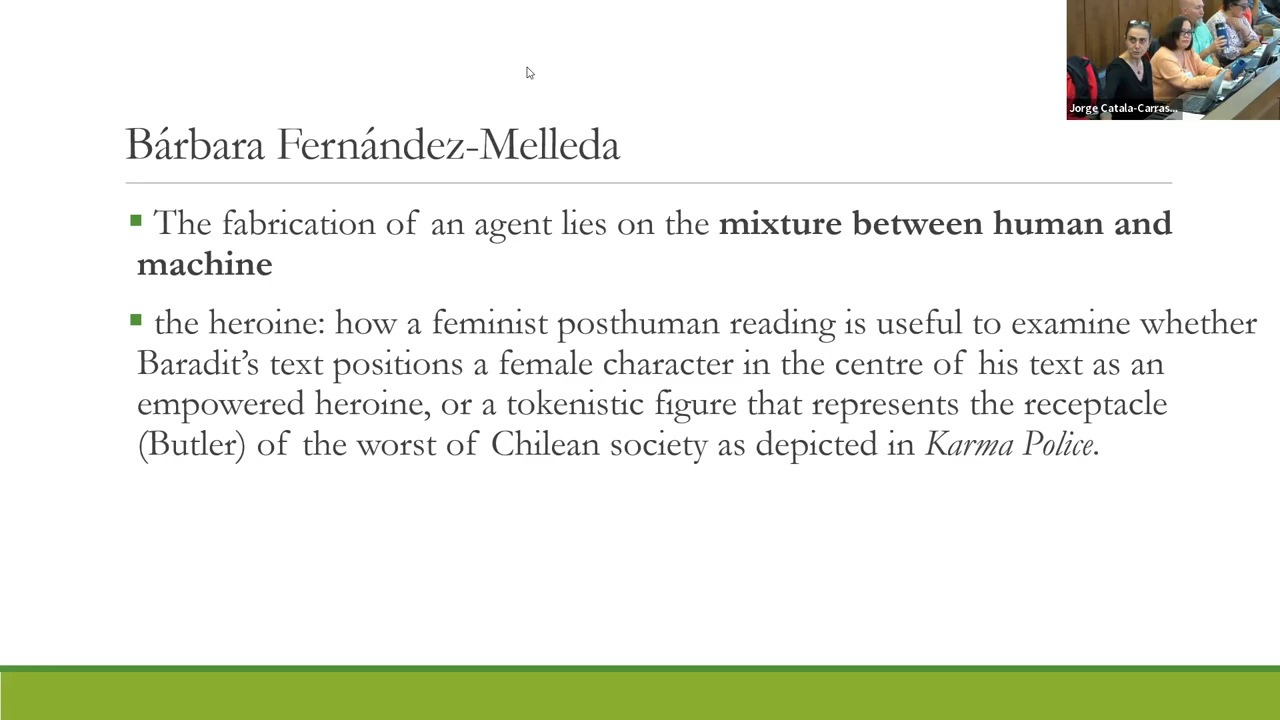 Jorge Catala-Carras...
Bárbara Fernández-Melleda
The fabrication of an agent lies on the mixture between human and
machine
the heroine: how a feminist posthuman reading is useful to examine whether
Baradit’s text positions a female character in the centre of his text as an
empowered heroine, or a tokenistic figure that represents the receptacle
(Butler) of the worst of Chilean society as depicted in Karma Police.